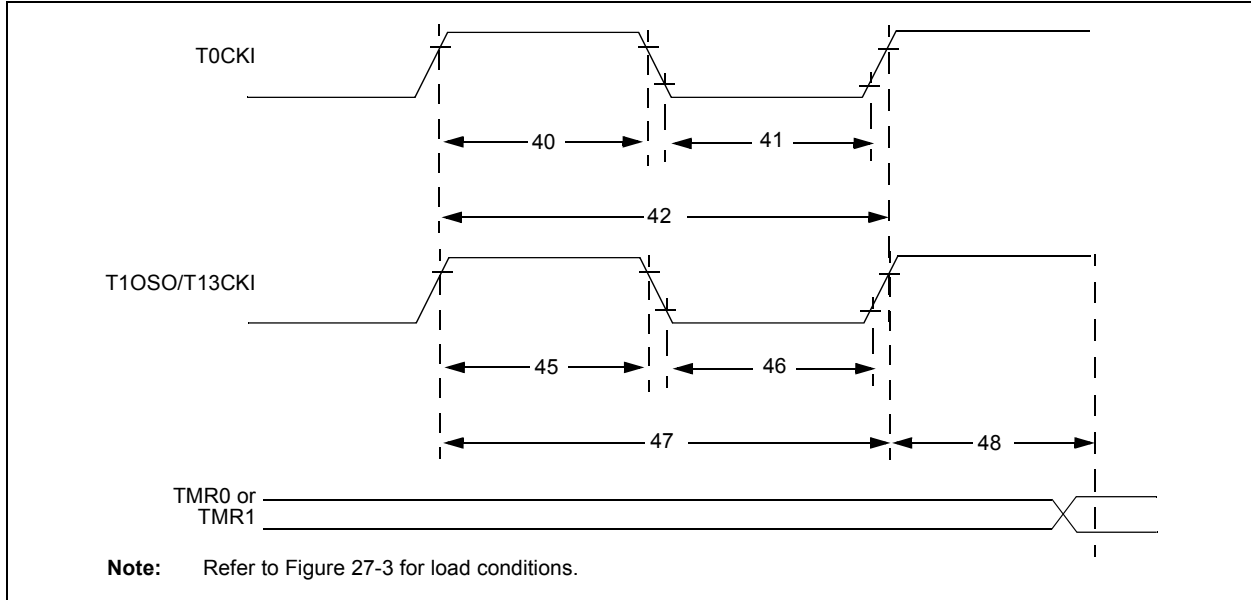 T0CKI
40
41
42
T1OSO/T13CKI
45
46
47
48
TMR0 or
TMR1
Note: Refer to Figure 27-3 for load conditions.